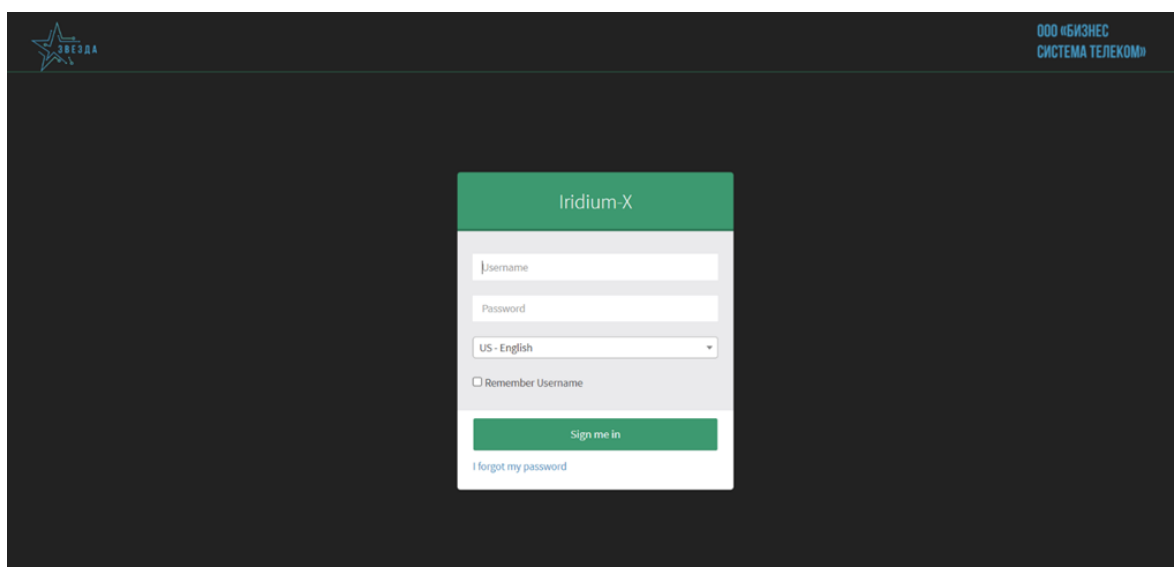 ЗВЕЗДА
ООО «БИЗНЕС
СИСТЕМА ТЕЛЕКОМ»
Iridium-X
Username
Password
US - English
Remember Username
Sign me in
I forgot my password